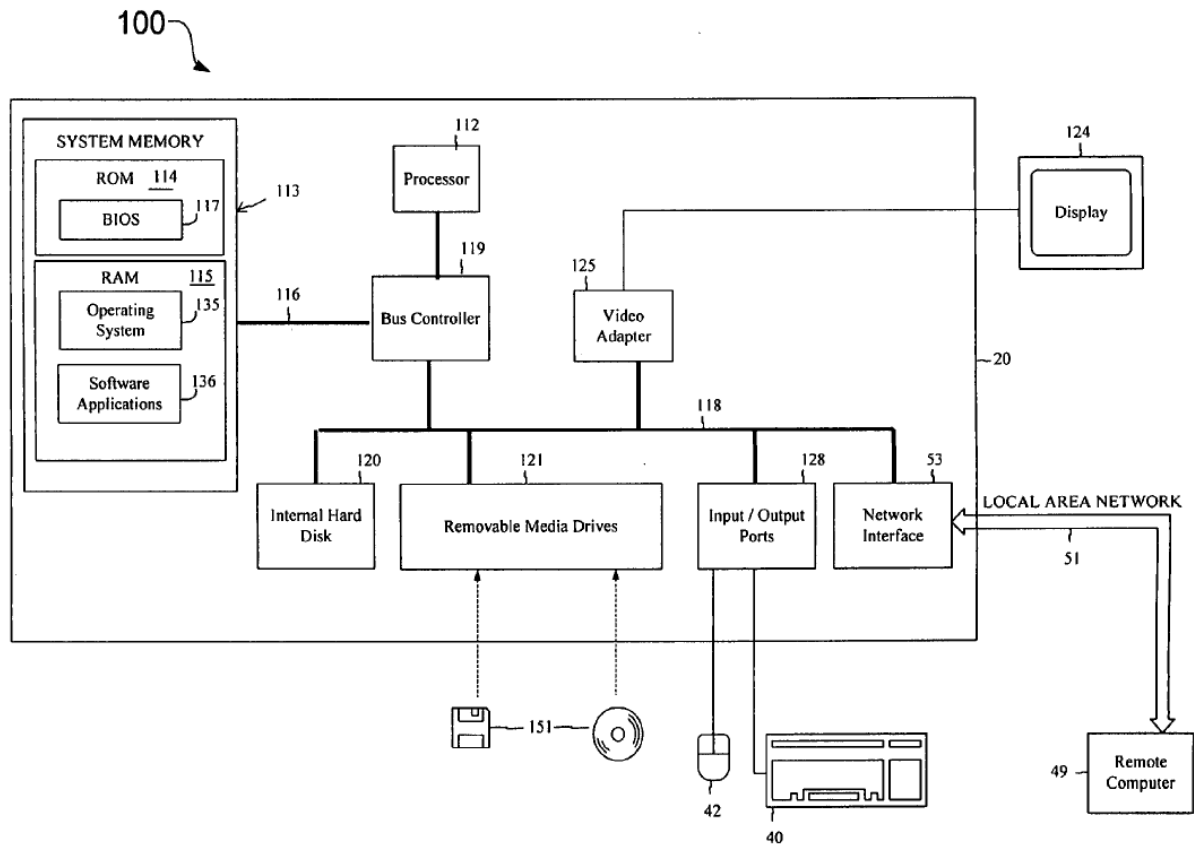 100
SYSTEM MEMORY
ROM 114
BIOS
117
113
RAM 115
Operating
System
135
Software
Applications
136
116
112
Processor
119
Bus Controller
125
Video
Adapter
124
Display
20
118
120
Internal Hard
Disk
121
Removable Media Drives
128
Input / Output
Ports
53
Network
Interface
LOCAL AREA NETWORK
51
151
42
40
49
Remote
Computer